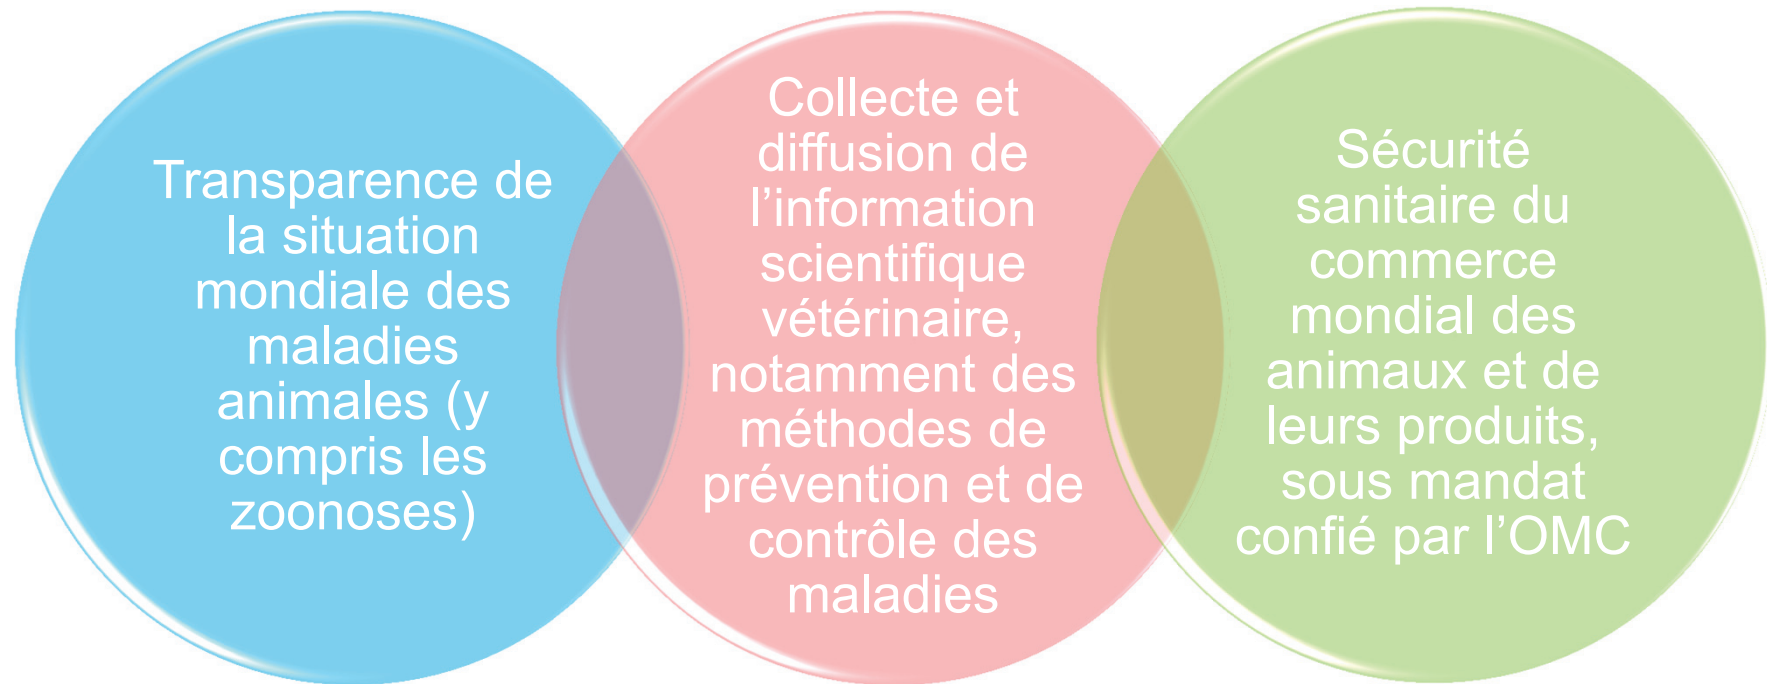 Transparence de
la situation
mondiale des
maladies
animales (y
compris les
zoonoses)
Collecte et
diffusion de
l’information
scientifique
vétérinaire,
notamment des
méthodes de
prévention et de
contrôle des
maladies
Sécurité
sanitaire du
commerce
mondial des
animaux et de
leurs produits,
sous mandat
confié par l’OMC